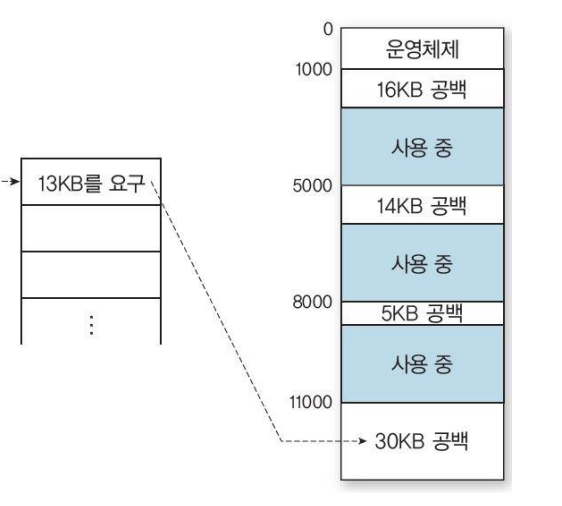 0
운영체제
1000
16KB 공백
사용 중
13KB를 요구
5000
14KB 공백
사용 중
8000
5KB 공백
사용 중
11000
30KB 공백